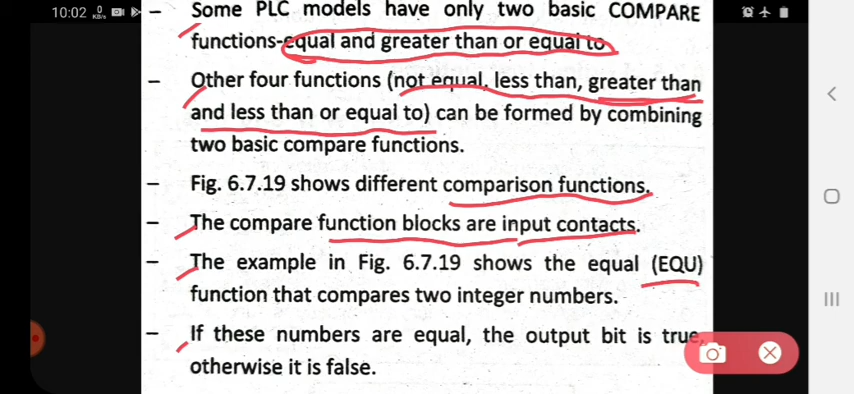 10:02 0 KB/s
– Some PLC models have only two basic COMPARE
functions-equal and greater than or equal to.
– Other four functions (not equal, less than, greater than
and less than or equal to) can be formed by combining
two basic compare functions.
– Fig. 6.7.19 shows different comparison functions.
– The compare function blocks are input contacts.
– The example in Fig. 6.7.19 shows the equal (EQU)
function that compares two integer numbers.
– If these numbers are equal, the output bit is true,
otherwise it is false.